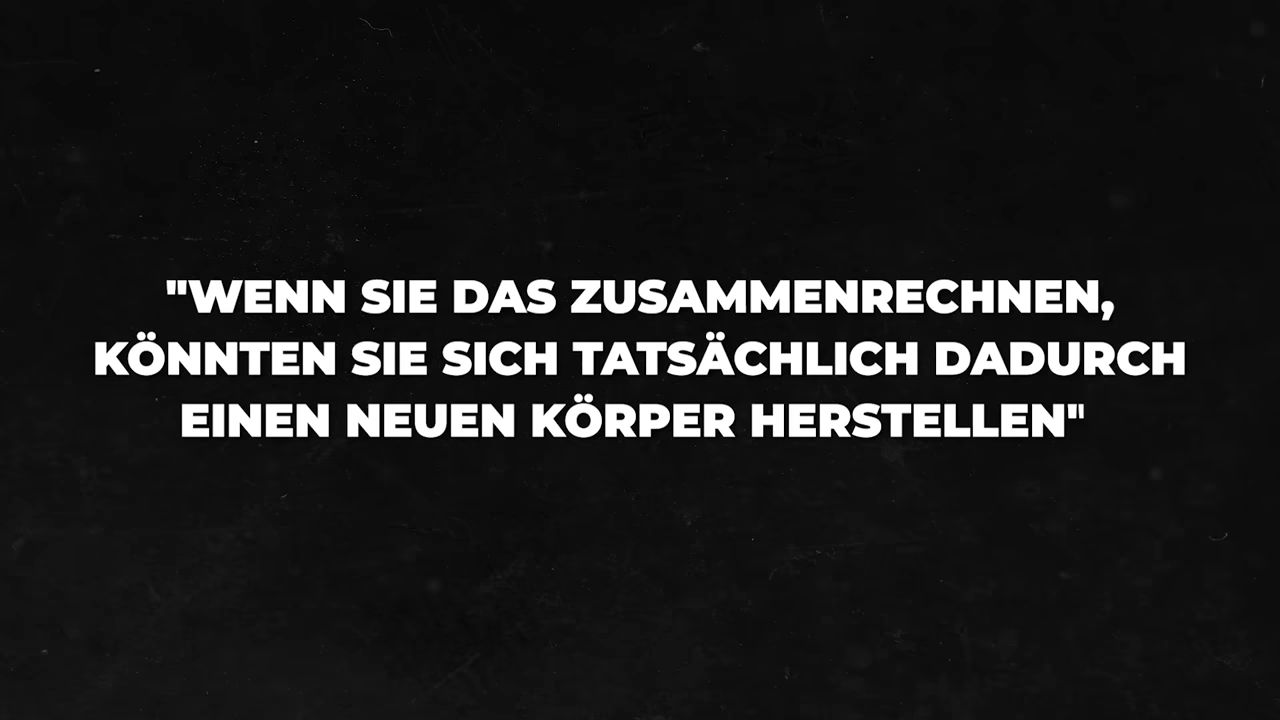 "WENN SIE DAS ZUSAMMENRECHNEN,
KÖNNTEN SIE SICH TATSÄCHLICH DADURCH
EINEN NEUEN KÖRPER HERSTELLEN"